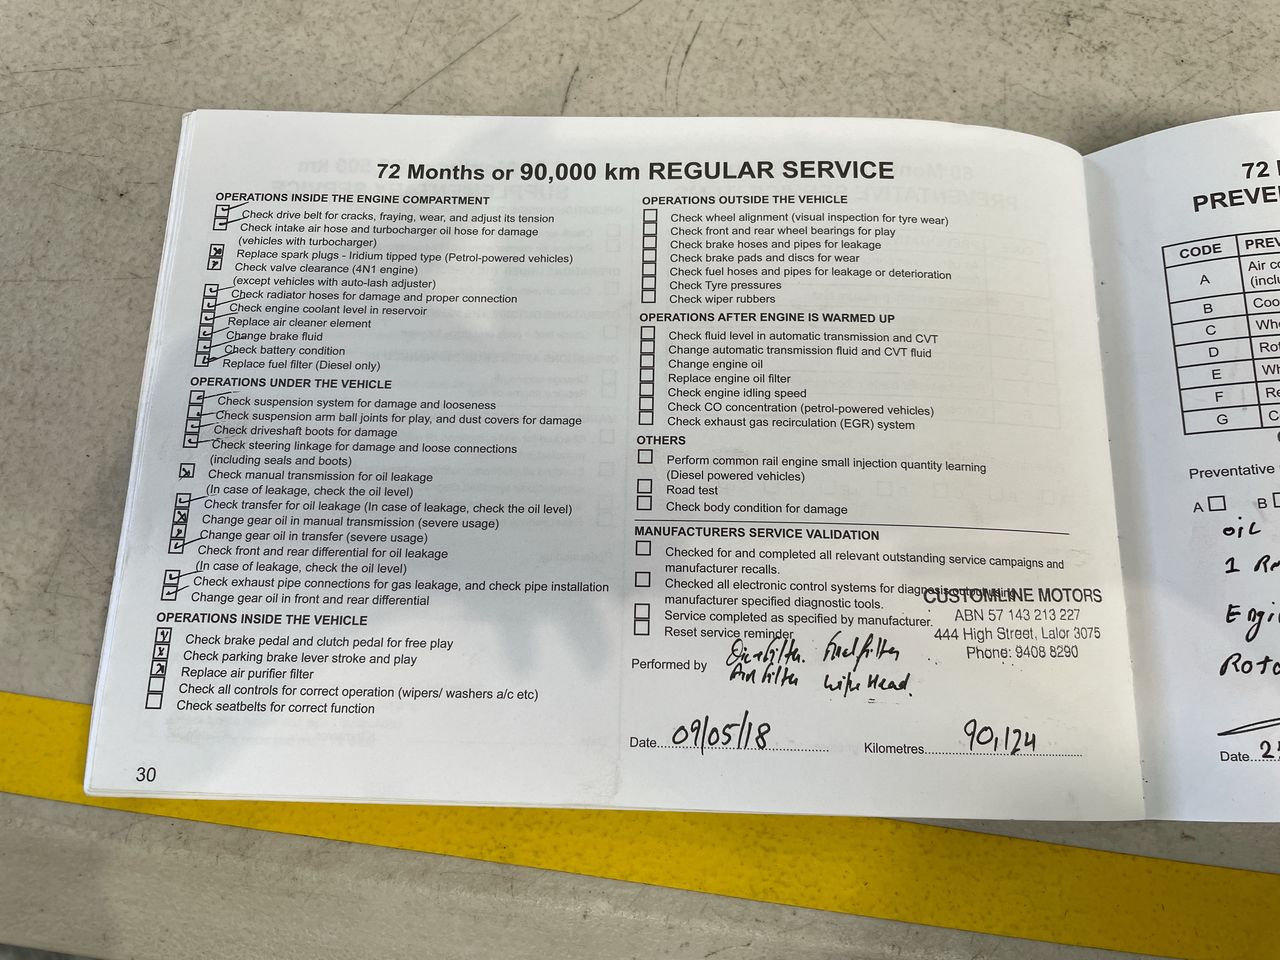 72 Months or 90,000 km REGULAR SERVICE
OPERATIONS INSIDE THE ENGINE COMPARTMENT
Check drive belt for cracks, fraying, wear, and adjust its tension
Check intake air hose and turbocharger oil hose for damage
(vehicles with turbocharger)
Replace spark plugs - Iridium tipped type (Petrol-powered vehicles)
Check valve clearance (4N1 engine)
(except vehicles with auto-lash adjuster)
Check radiator hoses for damage and proper connection
Check engine coolant level in reservoir
Replace air cleaner element
Change brake fluid
Check battery condition
Replace fuel filter (Diesel only)
OPERATIONS UNDER THE VEHICLE
Check suspension system for damage and looseness
Check suspension arm ball joints for play, and dust covers for damage
Check driveshaft boots for damage
Check steering linkage for damage and loose connections
(including seals and boots)
Check manual transmission for oil leakage
(In case of leakage, check the oil level)
Check transfer for oil leakage (In case of leakage, check the oil level)
Change gear oil in manual transmission (severe usage)
Change gear oil in transfer (severe usage)
Check front and rear differential for oil leakage
(In case of leakage, check the oil level)
Check exhaust pipe connections for gas leakage, and check pipe installation
Change gear oil in front and rear differential
OPERATIONS INSIDE THE VEHICLE
Check brake pedal and clutch pedal for free play
Check parking brake lever stroke and play
Replace air purifier filter
Check all controls for correct operation (wipers/ washers a/c etc)
Check seatbelts for correct function
30
OPERATIONS OUTSIDE THE VEHICLE
Check wheel alignment (visual inspection for tyre wear)
Check front and rear wheel bearings for play
Check brake hoses and pipes for leakage
Check brake pads and discs for wear
Check fuel hoses and pipes for leakage or deterioration
Check Tyre pressures
Check wiper rubbers
OPERATIONS AFTER ENGINE IS WARMED UP
Check fluid level in automatic transmission and CVT
Change automatic transmission fluid and CVT fluid
Change engine oil
Replace engine oil filter
Check engine idling speed
Check CO concentration (petrol-powered vehicles)
Check exhaust gas recirculation (EGR) system
OTHERS
Perform common rail engine small injection quantity learning
(Diesel powered vehicles)
Road test
Check body condition for damage
MANUFACTURERS SERVICE VALIDATION
Checked for and completed all relevant outstanding service campaigns and
manufacturer recalls.
Checked all electronic control systems for diagnosis output using
manufacturer specified diagnostic tools.
Service completed as specified by manufacturer.
Reset service reminder
CUSTOMLINE MOTORS
ABN 57 143 213 227
444 High Street, Lalor 3075
Phone: 9408 8290
Performed by
filter. Fuel filter
Air filter wipe Head.
Date 09/05/18 Kilometres 90,124
72
PREVE
CODE PREV
A Air co
(inclu
B Coo
C Whe
D Rot
E Wh
F Re
G C
Preventative
A B
oil
1
Engi
Roto
Date 2